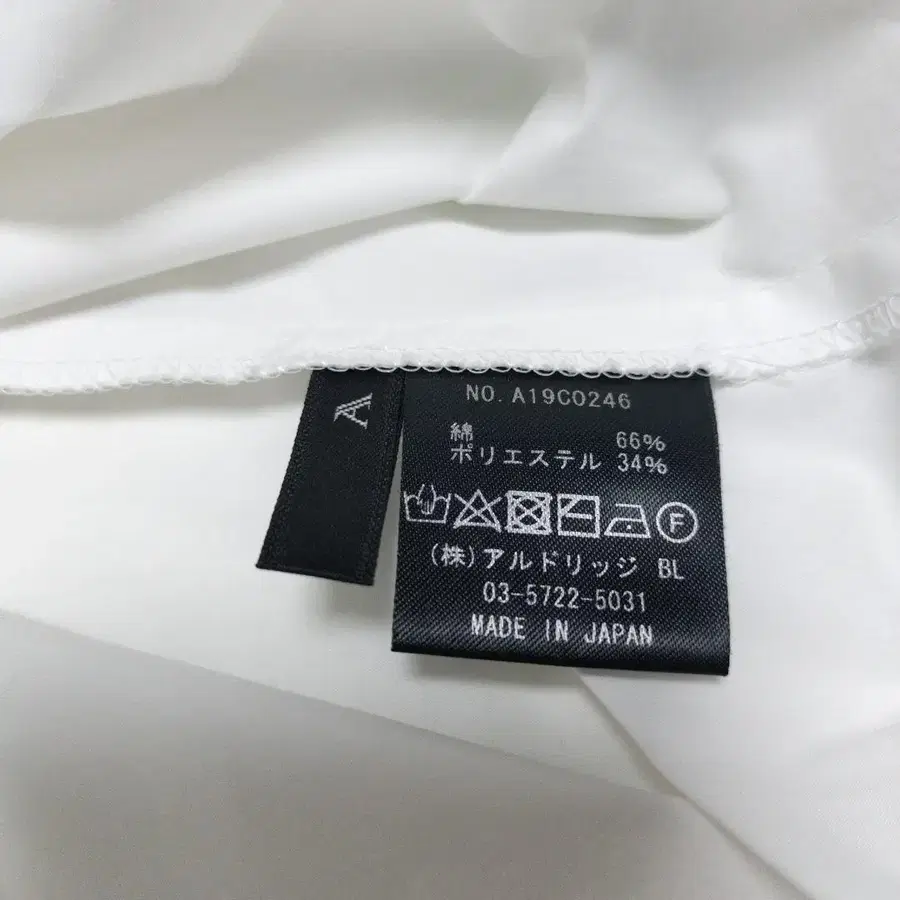 A
NO. A19C0246
綿 66%
ポリエステル 34%
F
(株)アルドリッジ BL
03-5722-5031
MADE IN JAPAN